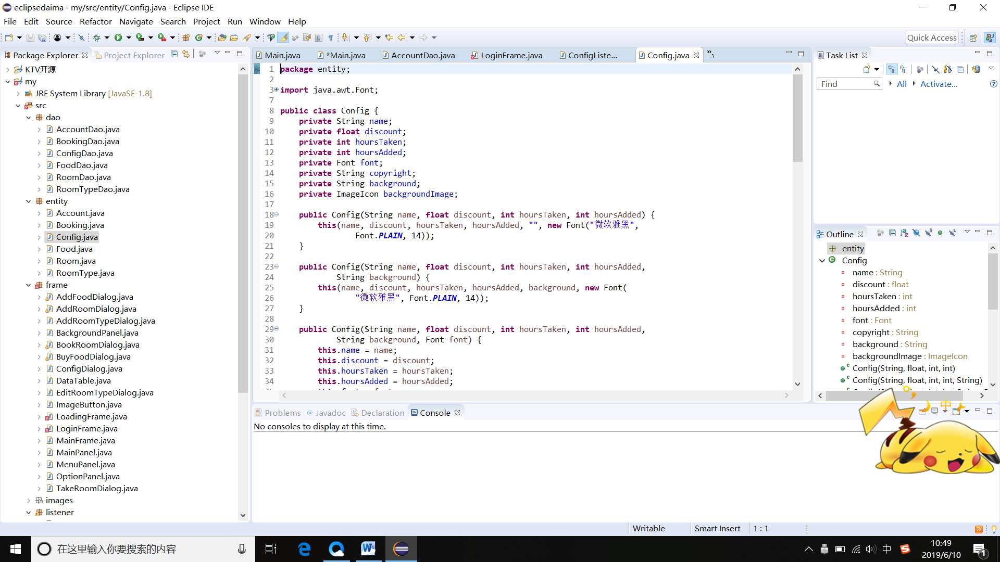 eclipsedaima - my/src/entity/Config.java - Eclipse IDE
File Edit Source Refactor Navigate Search Project Run Window Help
Quick Access
Package Explorer Project Explorer
KTV开源
my
JRE System Library [JavaSE-1.8]
src
dao
AccountDao.java
BookingDao.java
ConfigDao.java
FoodDao.java
RoomDao.java
RoomTypeDao.java
entity
Account.java
Booking.java
Config.java
Food.java
Room.java
RoomType.java
frame
AddFoodDialog.java
AddRoomDialog.java
AddRoomTypeDialog.java
BackgroundPanel.java
BookRoomDialog.java
BuyFoodDialog.java
ConfigDialog.java
DataTable.java
EditRoomTypeDialog.java
ImageButton.java
LoadingFrame.java
LoginFrame.java
MainFrame.java
MainPanel.java
MenuPanel.java
OptionPanel.java
TakeRoomDialog.java
images
listener
Main.java *Main.java AccountDao.java LoginFrame.java ConfigListe... Config.java »5
1 package entity;
2
3 import java.awt.Font;
7
8 public class Config {
9 private String name;
10 private float discount;
11 private int hoursTaken;
12 private int hoursAdded;
13 private Font font;
14 private String copyright;
15 private String background;
16 private ImageIcon backgroundImage;
17
18 public Config(String name, float discount, int hoursTaken, int hoursAdded) {
19 this(name, discount, hoursTaken, hoursAdded, "", new Font("微软雅黑",
20 Font.PLAIN, 14));
21 }
22
23 public Config(String name, float discount, int hoursTaken, int hoursAdded,
24 String background) {
25 this(name, discount, hoursTaken, hoursAdded, background, new Font(
26 "微软雅黑", Font.PLAIN, 14));
27 }
28
29 public Config(String name, float discount, int hoursTaken, int hoursAdded,
30 String background, Font font) {
31 this.name = name;
32 this.discount = discount;
33 this.hoursTaken = hoursTaken;
34 this.hoursAdded = hoursAdded;
Problems @ Javadoc Declaration Console
No consoles to display at this time.
Task List
Find All Activate...
Outline
entity
Config
name : String
discount : float
hoursTaken : int
hoursAdded : int
font : Font
copyright : String
background : String
backgroundImage : ImageIcon
Config(String, float, int, int)
Config(String, float, int, int, String)
中
Writable Smart Insert 1 : 1
在这里输入你要搜索的内容
中
10:49
2019/6/10
1